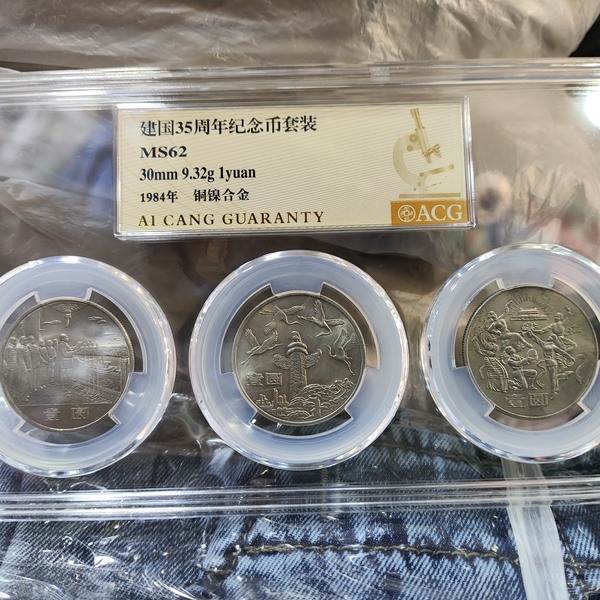 建国35周年纪念币套装
MS62
30mm 9.32g 1yuan
1984年 铜镍合金
AI CANG GUARANTY
ACG
壹圆
壹圆
壹圆